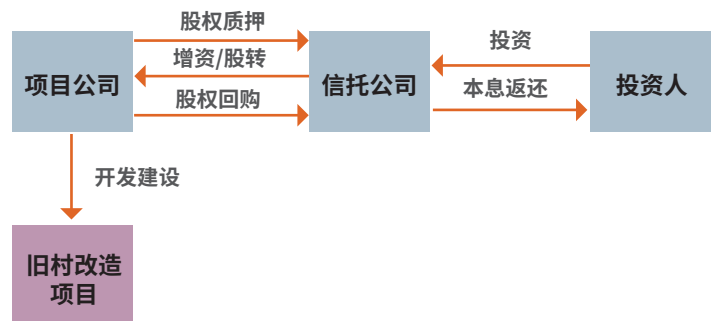 股权质押
增资/股转
投资
项目公司
信托公司
投资人
股权回购
本息返还
开发建设
旧村改造
项目